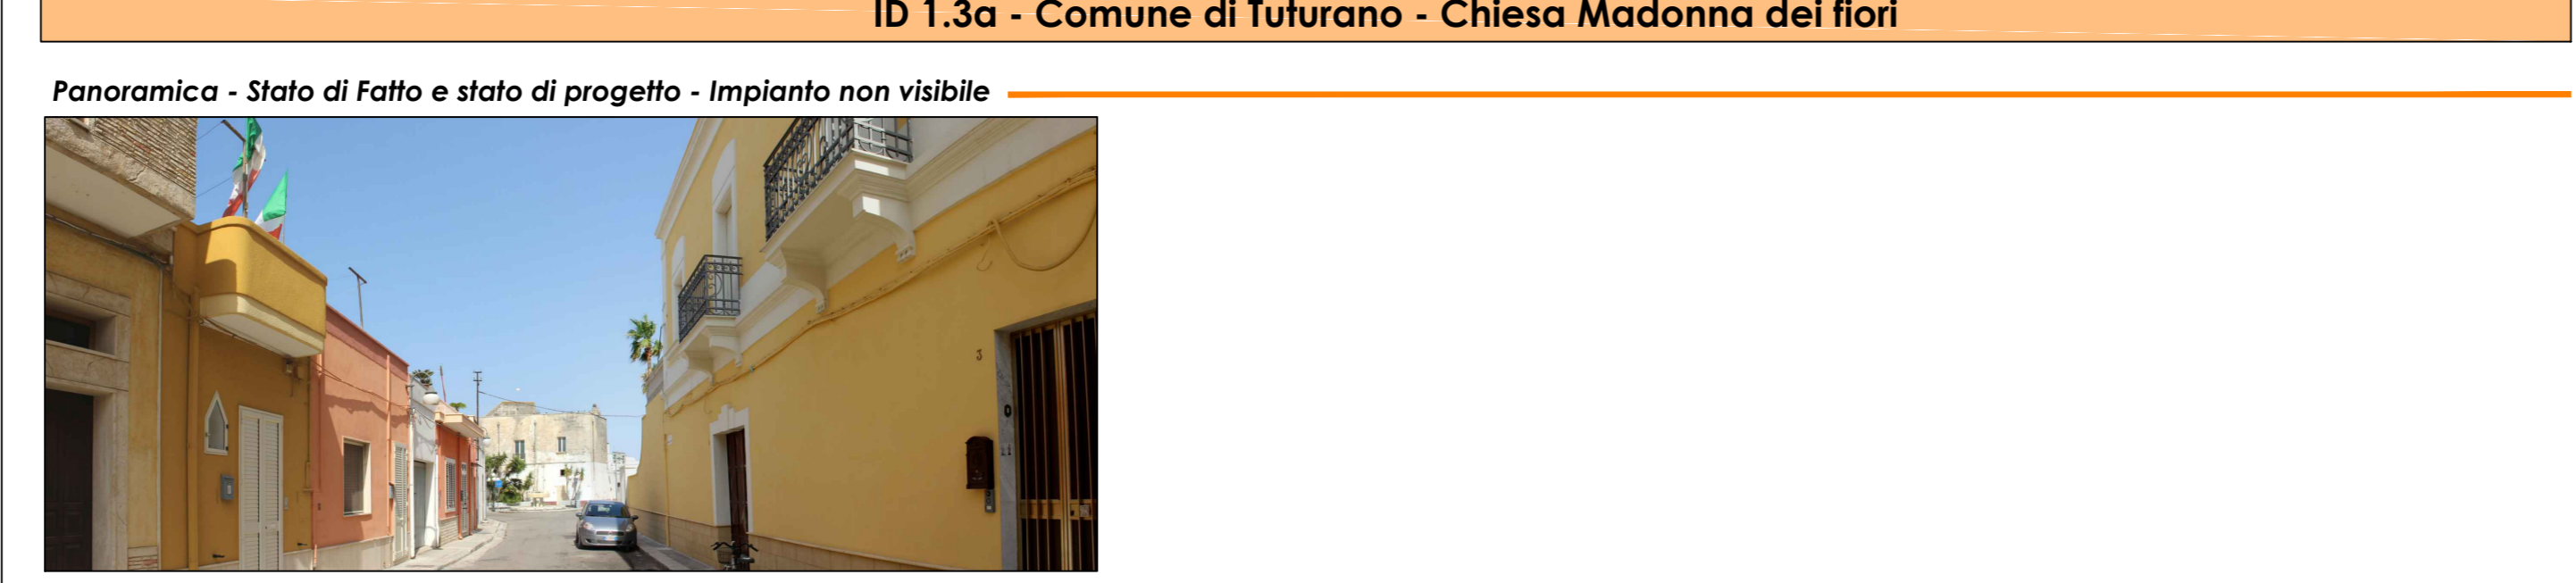 ID 1.3a - Comune di Tuturano - Chiesa Madonna dei fiori
Panoramica - Stato di Fatto e stato di progetto - Impianto non visibile
3